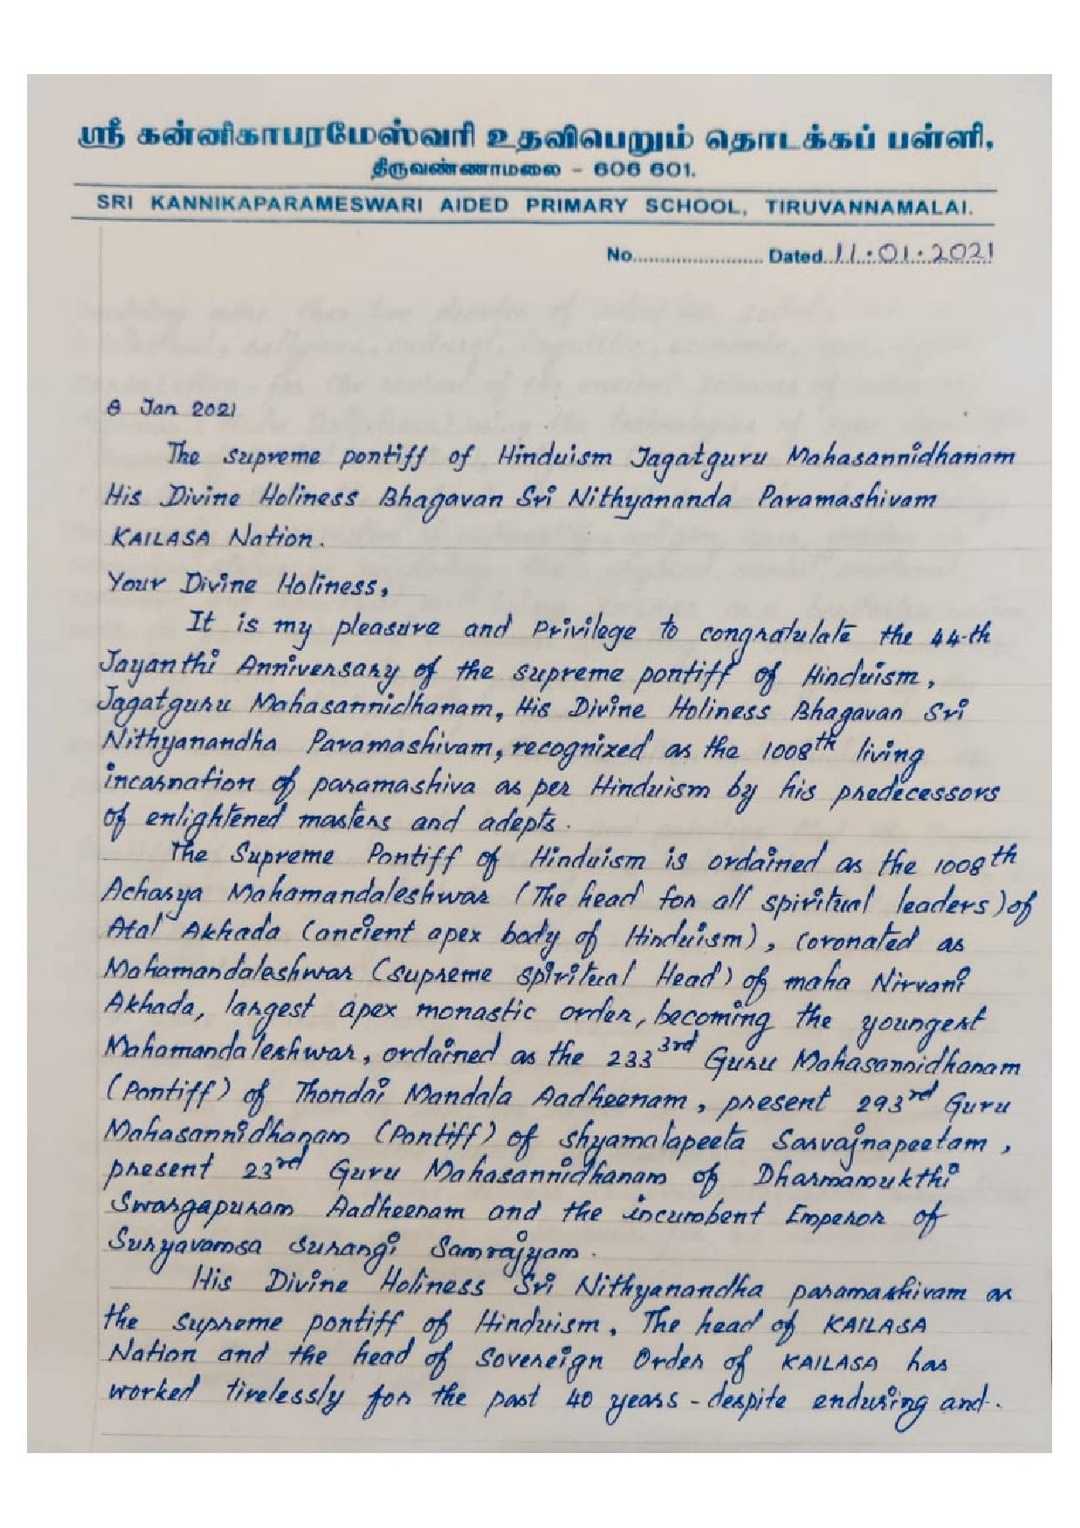 ஸ்ரீ கன்னிகாபரமேஸ்வரி உதவிபெறும் தொடக்கப் பள்ளி,
திருவண்ணாமலை - 606 601.
SRI KANNIKAPARAMESWARI AIDED PRIMARY SCHOOL, TIRUVANNAMALAI.
No........................ Dated 11.01.2021
8 Jan 2021
The supreme pontiff of Hinduism Jagatguru Mahasannidhanam
His Divine Holiness Bhagavan Sri Nithyananda Paramashivam
KAILASA Nation.
Your Divine Holiness,
It is my pleasure and Privilege to congratulate the 44-th
Jayanthi Anniversary of the supreme pontiff of Hinduism,
Jagatguru Mahasannidhanam, His Divine Holiness Bhagavan Sri
Nithyanandha Paramashivam, recognized as the 1008th living
incarnation of paramashiva as per Hinduism by his predecessors
of enlightened masters and adepts.
The Supreme Pontiff of Hinduism is ordained as the 1008th
Acharya Mahamandaleshwar (The head for all spiritual leaders) of
Atal Akhada (ancient apex body of Hinduism), Coronated as
Mahamandaleshwar (supreme spiritual Head) of maha Nirvani
Akhada, largest apex monastic order, becoming the youngest
Mahamandaleshwar, ordained as the 233 3rd Guru Mahasannidhanam
(Pontiff) of Thondai Mandala Aadheenam, present 293rd Guru
Mahasannidhanam (Pontiff) of shyamalapeeta Sarvajnapeetam,
present 23rd Guru Mahasannidhanam of Dharmamukthi
Swargapuram Aadheenam and the incumbent Emperor of
Suryavamsa Surangi Samrajyam.
His Divine Holiness Sri Nithyanandha paramashivam as
the supreme pontiff of Hinduism, The head of KAILASA
Nation and the head of Sovereign Order of KAILASA has
worked tirelessly for the past 40 years - despite enduring and..